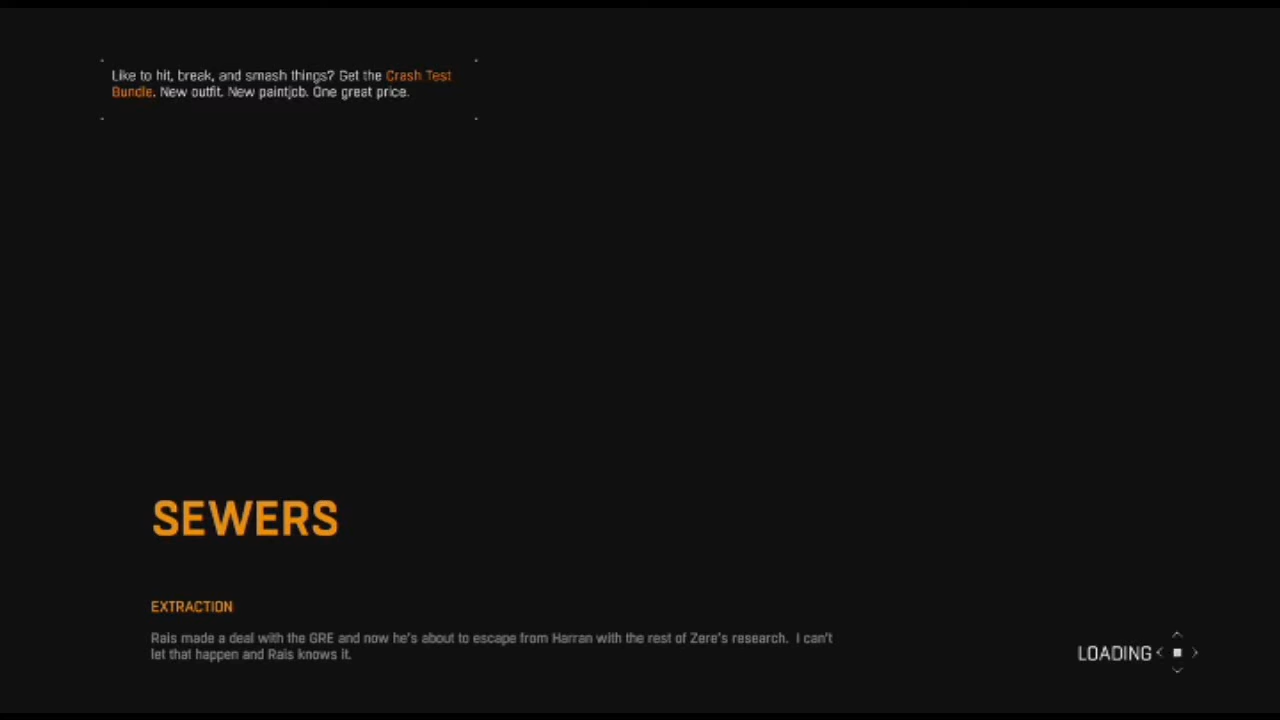 Like to hit, break, and smash things? Get the Crash Test
Bundle. New outfit. New paintjob. One great price.
SEWERS
EXTRACTION
Rais made a deal with the GRE and now he's about to escape from Harran with the rest of Zere's research. I can't
let that happen and Rais knows it.
LOADING